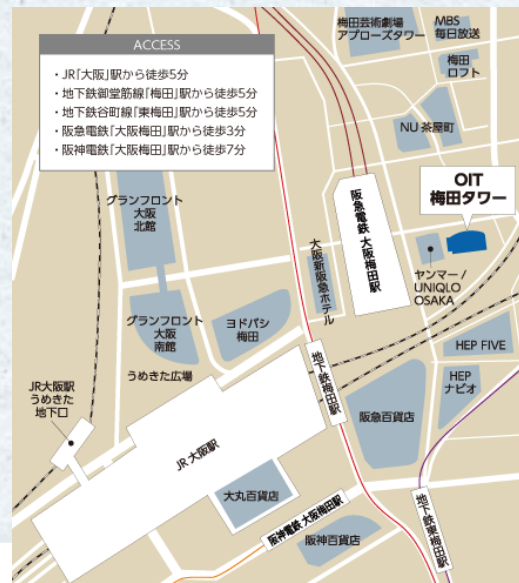 ACCESS
・JR「大阪」駅から徒歩5分
・地下鉄御堂筋線「梅田」駅から徒歩5分
・地下鉄谷町線「東梅田」駅から徒歩5分
・阪急電鉄「大阪梅田」駅から徒歩3分
・阪神電鉄「大阪梅田」駅から徒歩7分
梅田芸術劇場
アプローズタワー
MBS
毎日放送
梅田
ロフト
NU 茶屋町
OIT
梅田タワー
グランフロント
大阪
北館
阪急電鉄 大阪梅田駅
大阪新阪急ホテル
ヤンマー /
UNIQLO
OSAKA
グランフロント
大阪
南館
ヨドバシ
梅田
HEP FIVE
地下鉄梅田駅
うめきた広場
HEP
ナビオ
JR大阪駅
うめきた
地下口
阪急百貨店
JR 大阪駅
大丸百貨店
阪神電鉄 大阪梅田駅
地下鉄東梅田駅
阪神百貨店